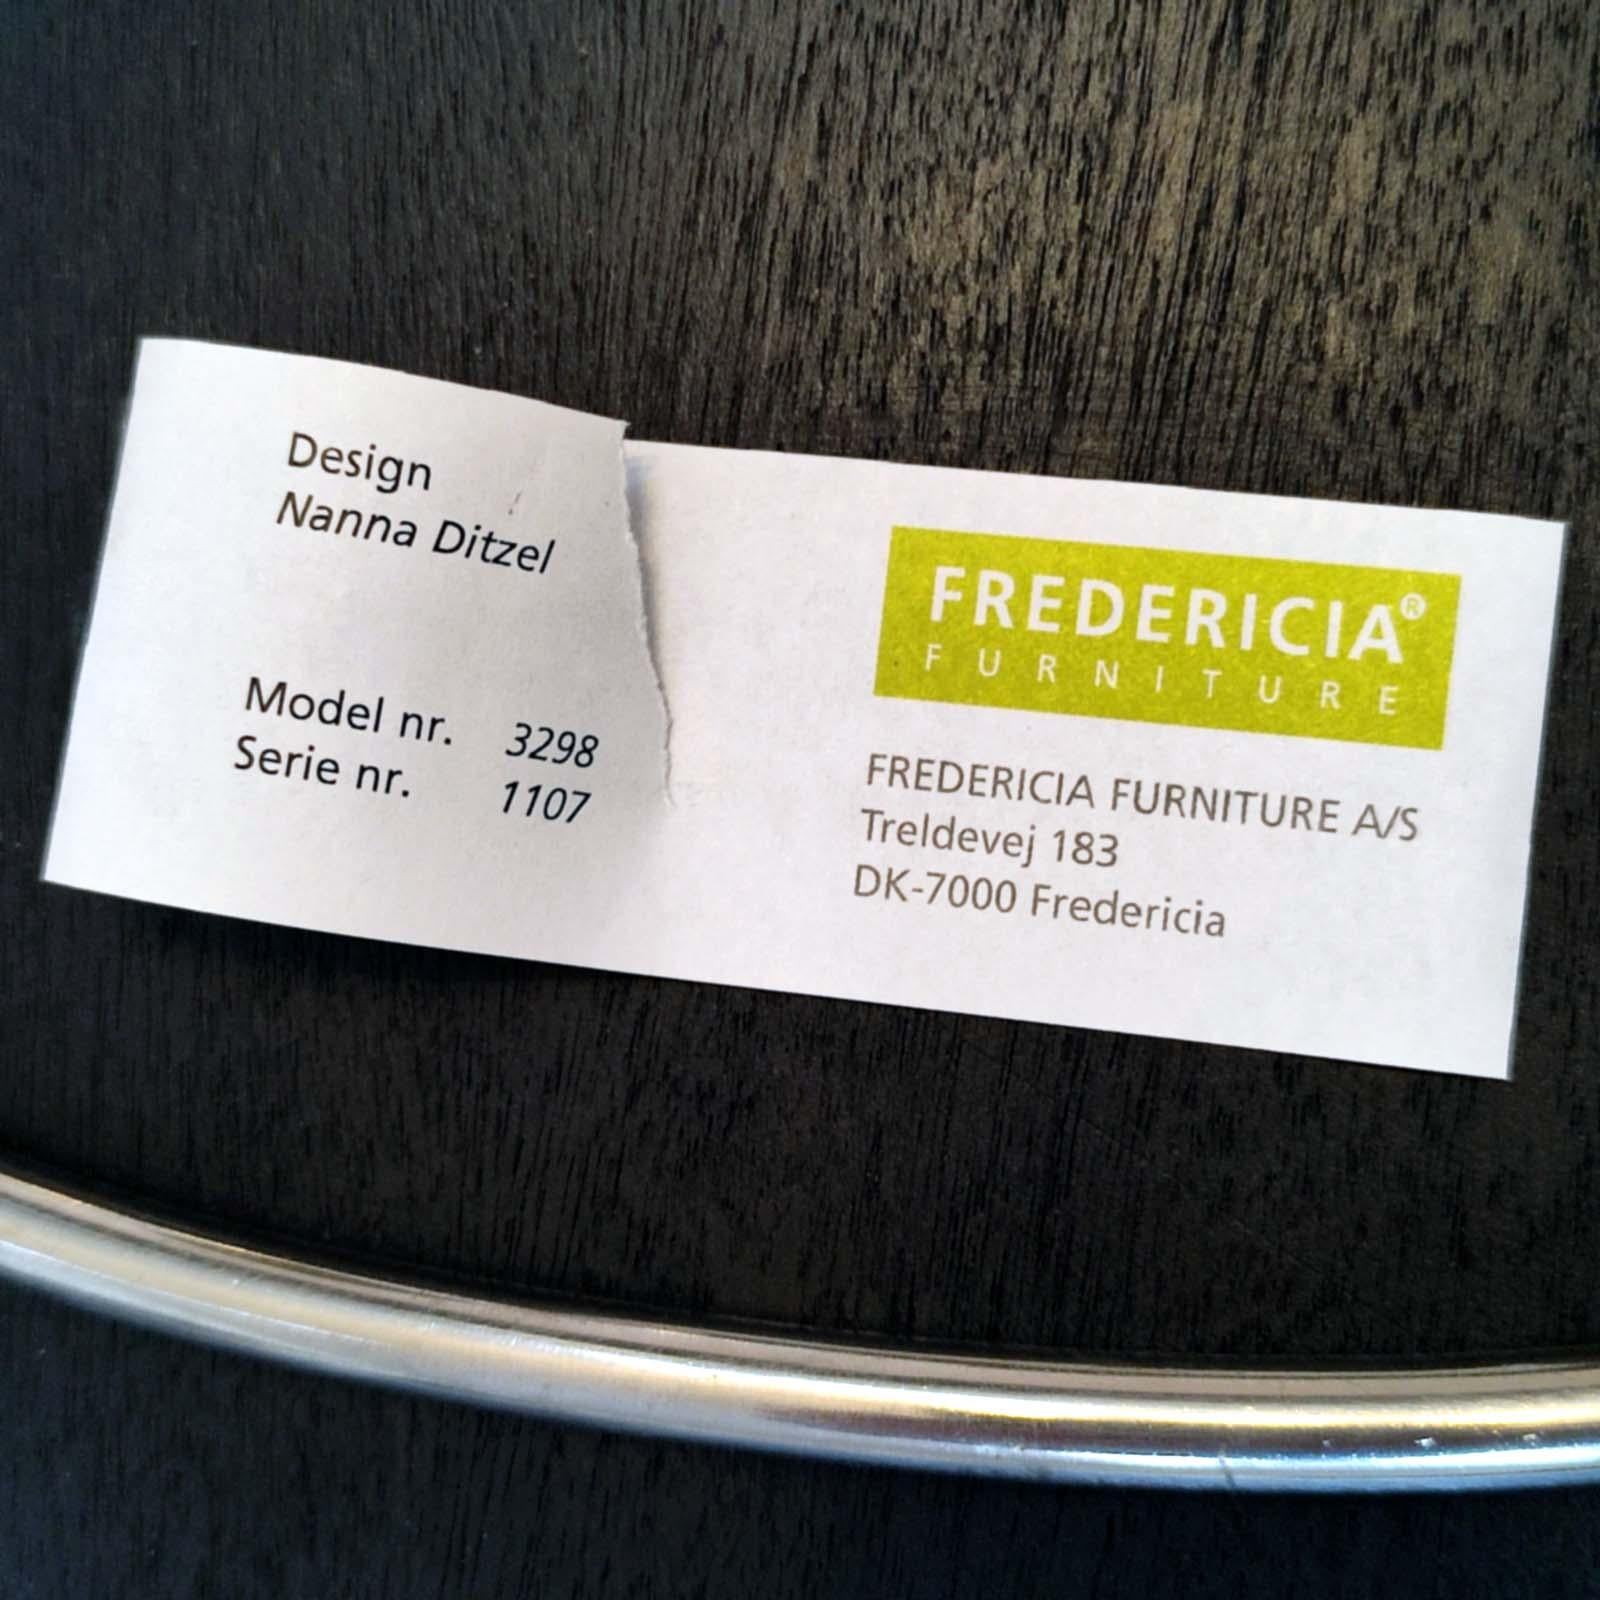 Design
Nanna Ditzel
Model nr. 3298
Serie nr. 1107
FREDERICIA®
FURNITURE
FREDERICIA FURNITURE A/S
Treldevej 183
DK-7000 Fredericia